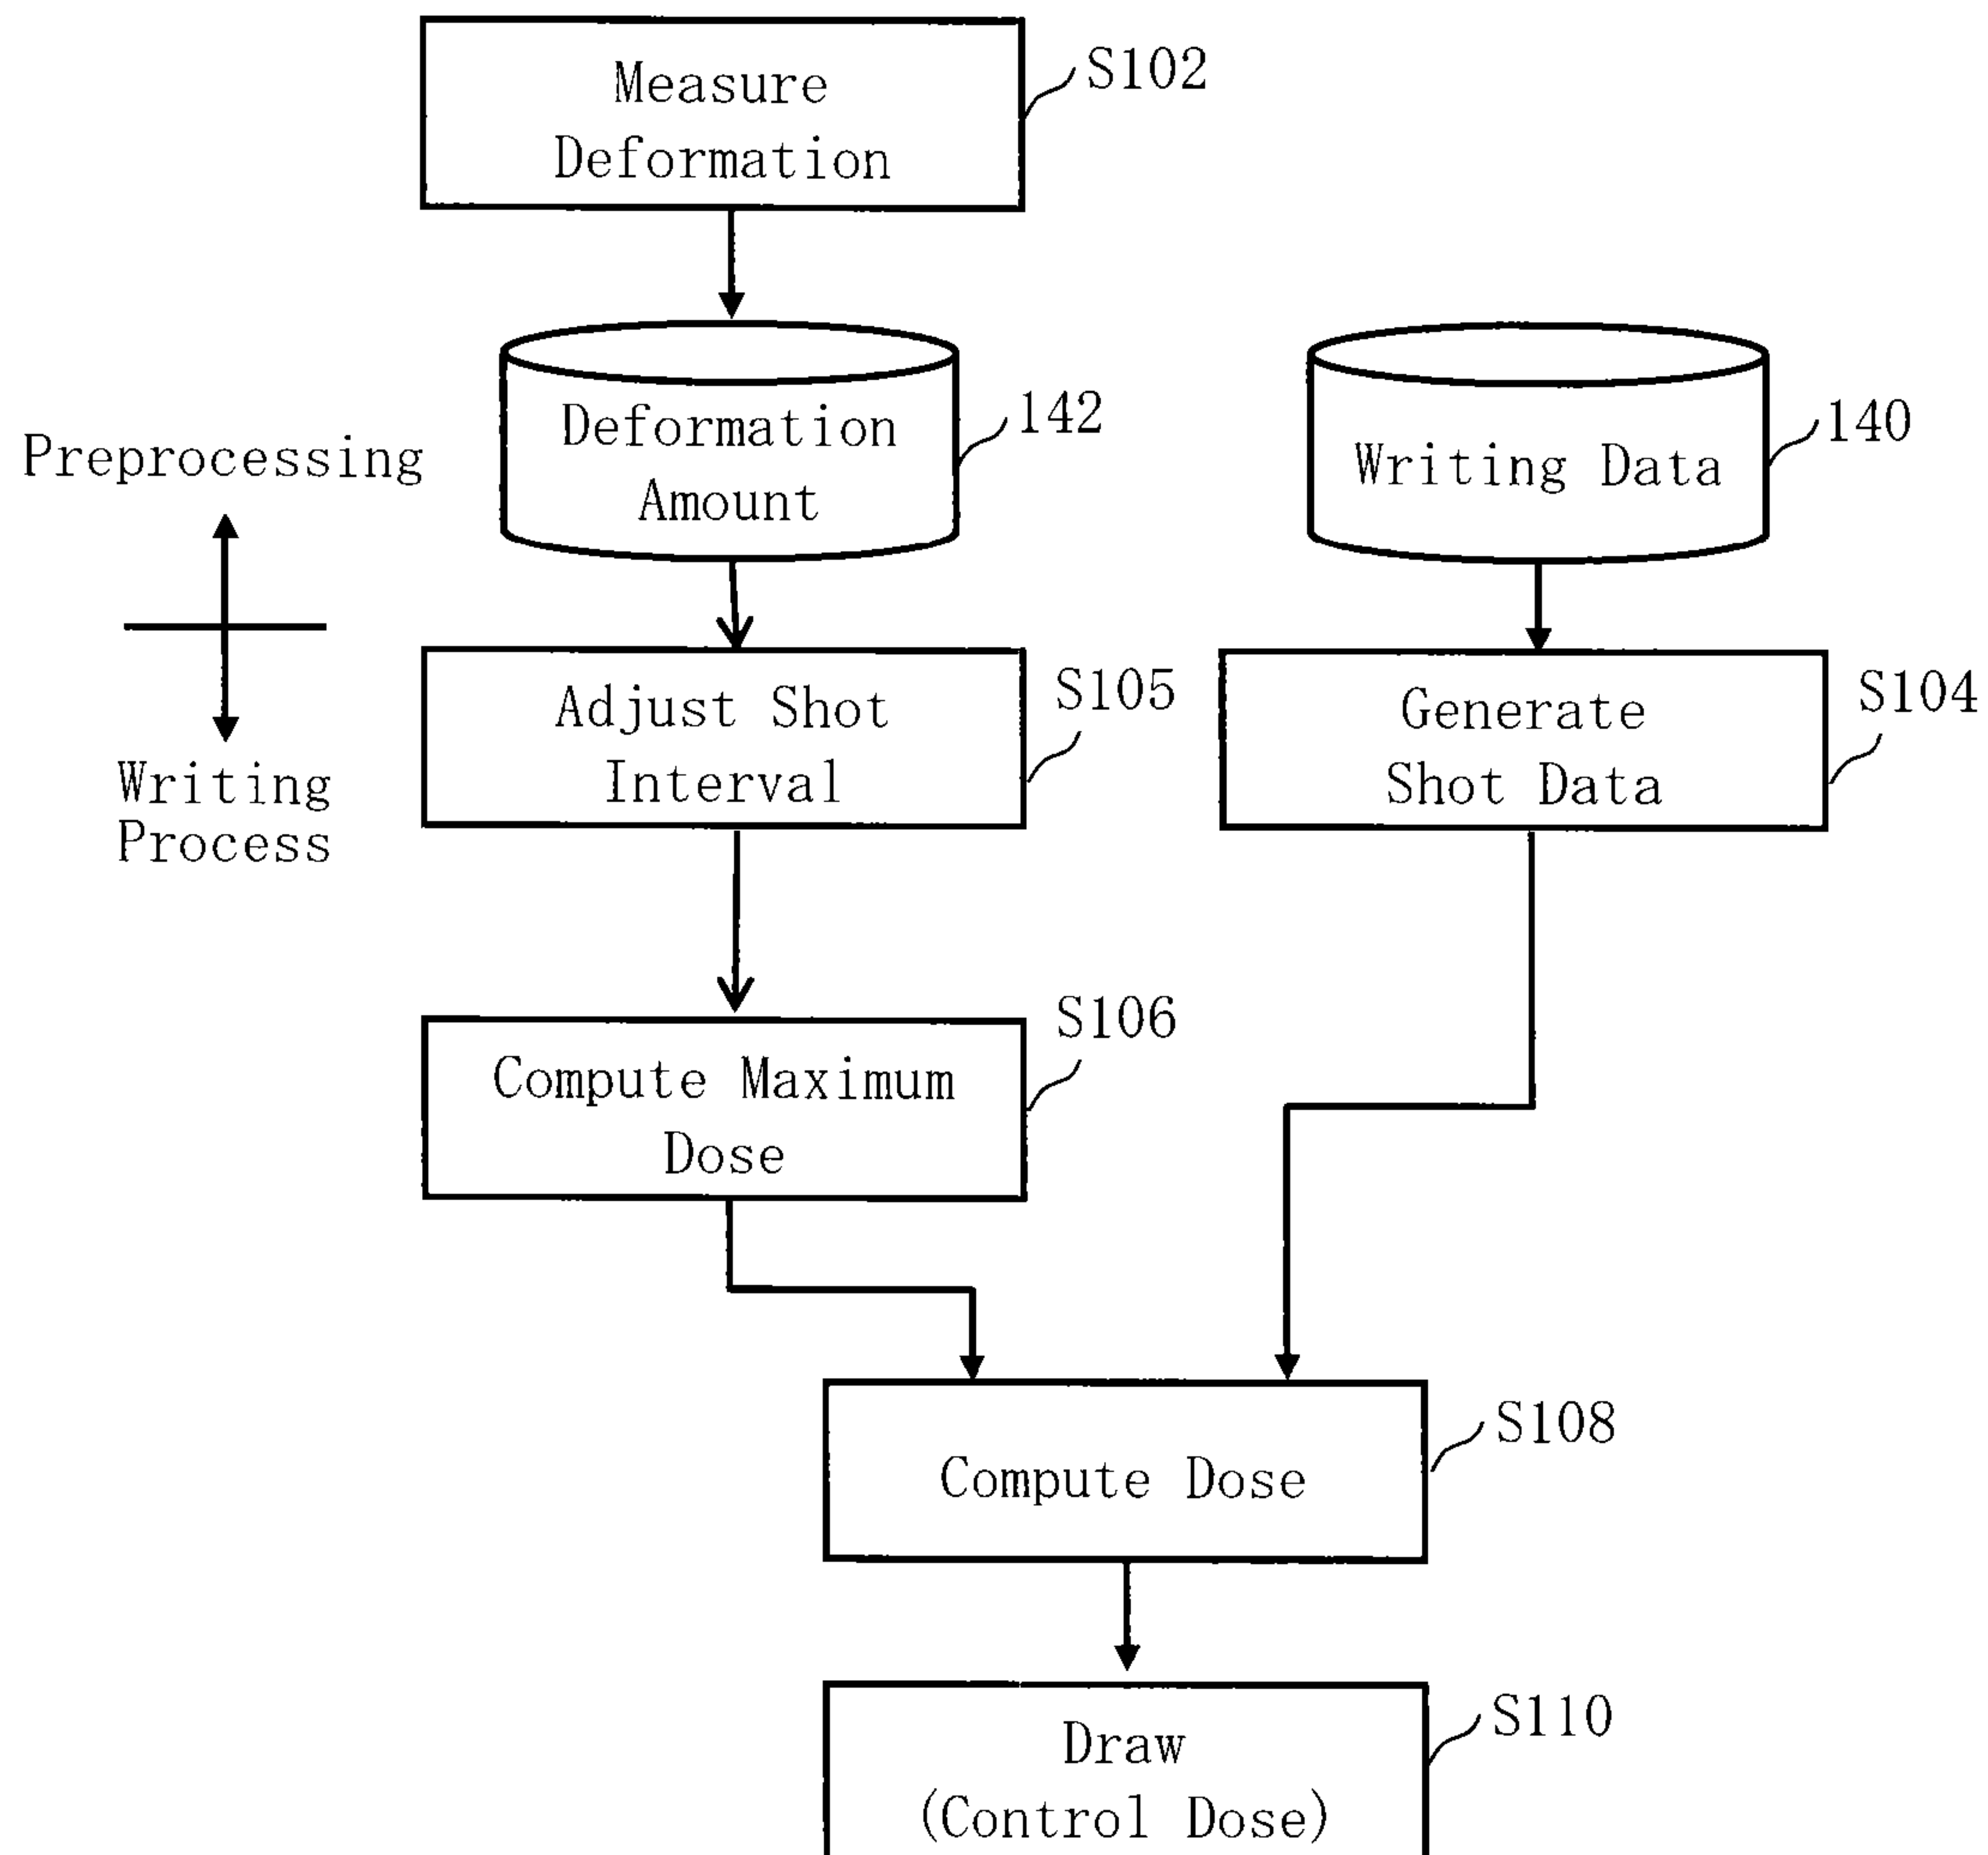 Measure
Deformation
S102
Deformation
Amount
142
Writing Data
140
Preprocessing
Writing
Process
Adjust Shot
Interval
S105
Generate
Shot Data
S104
Compute Maximum
Dose
S106
Compute Dose
S108
Draw
(Control Dose)
S110